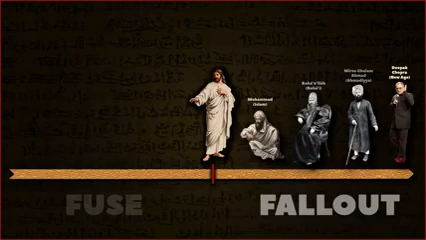 Deepak
Chopra
(New Age)
Mirza Ghulam
Ahmad
(Ahmadiyya)
Baha'u'llah
(Baha'i)
Muhammad
(Islam)
FUSE
FALLOUT